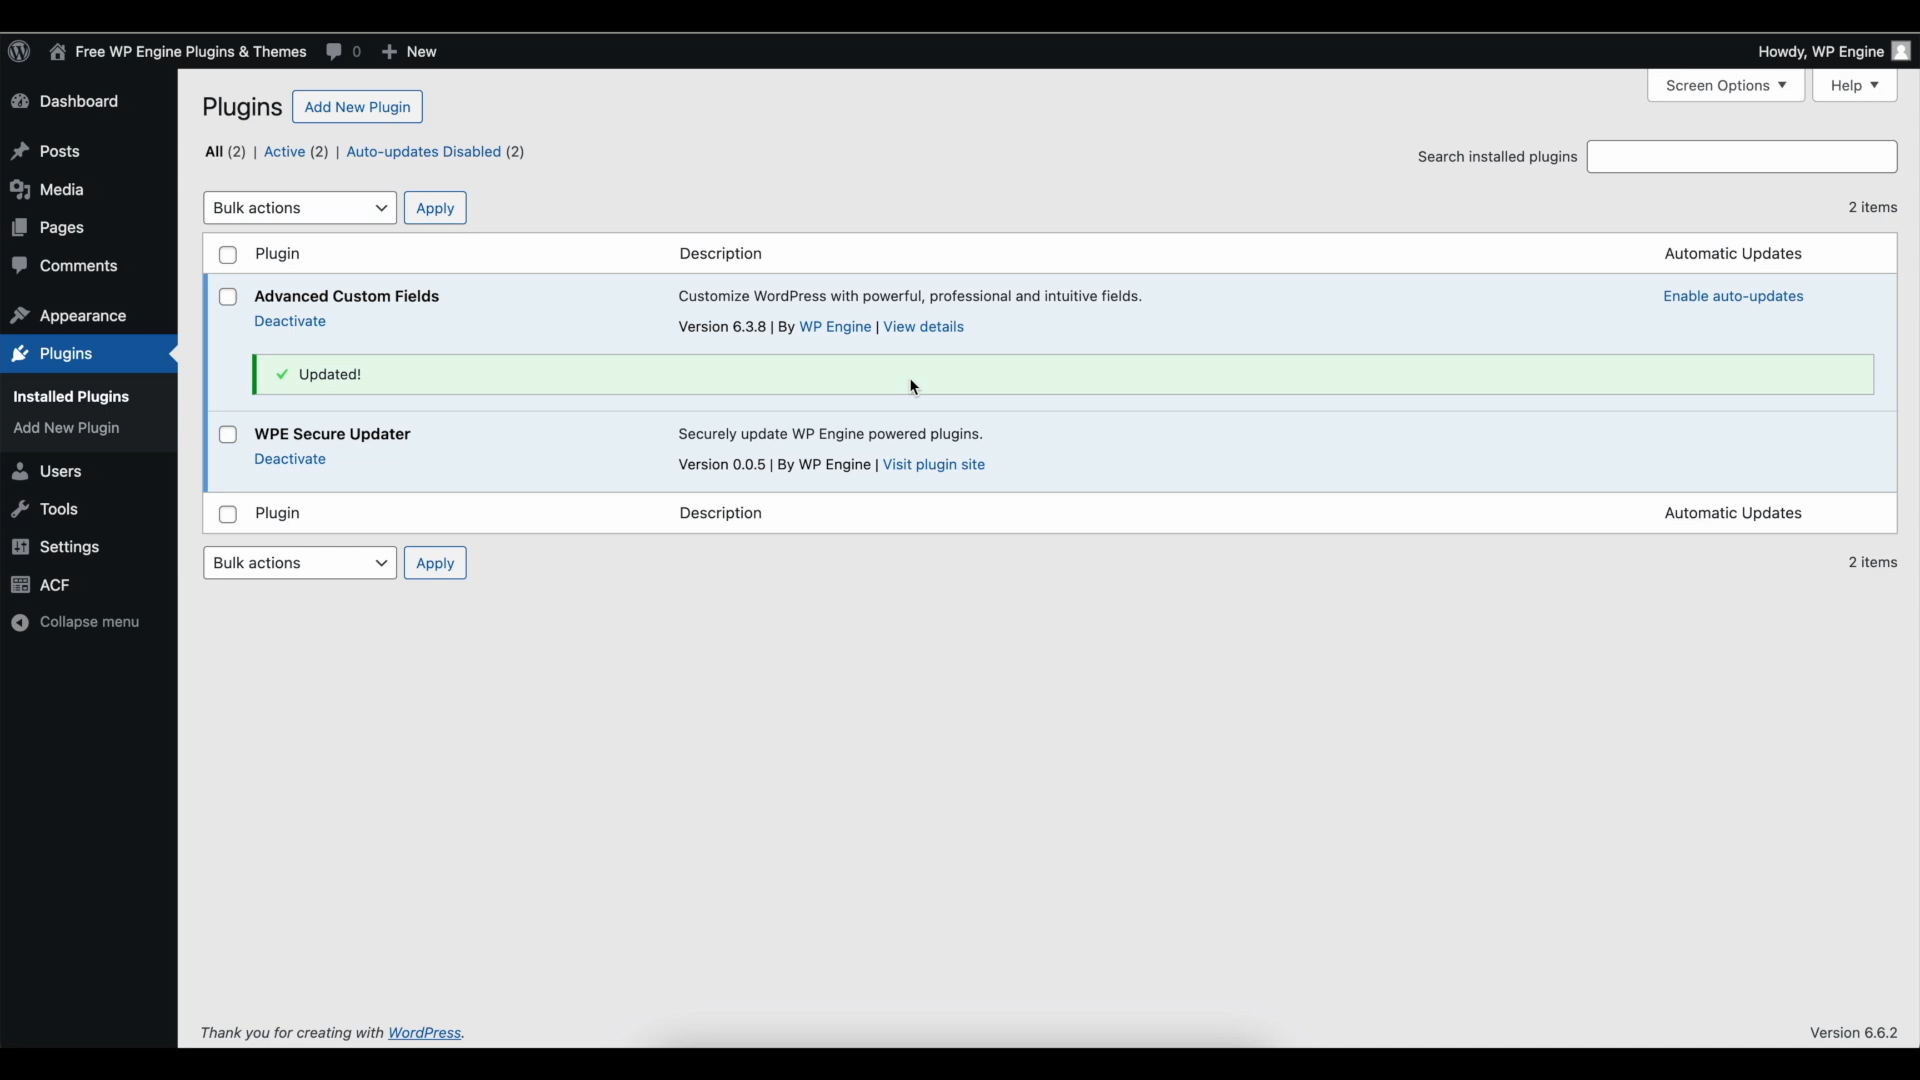 Free WP Engine Plugins & Themes 0 New Howdy, WP Engine
Dashboard
Posts
Media
Pages
Comments
Appearance
Plugins
Installed Plugins
Add New Plugin
Users
Tools
Settings
ACF
Collapse menu
Screen Options Help
Plugins Add New Plugin
All (2) | Active (2) | Auto-updates Disabled (2)
Search installed plugins
Bulk actions Apply 2 items
Plugin Description Automatic Updates
Advanced Custom Fields Customize WordPress with powerful, professional and intuitive fields. Enable auto-updates
Deactivate Version 6.3.8 | By WP Engine | View details
Updated!
WPE Secure Updater Securely update WP Engine powered plugins.
Deactivate Version 0.0.5 | By WP Engine | Visit plugin site
Plugin Description Automatic Updates
Bulk actions Apply 2 items
Thank you for creating with WordPress. Version 6.6.2